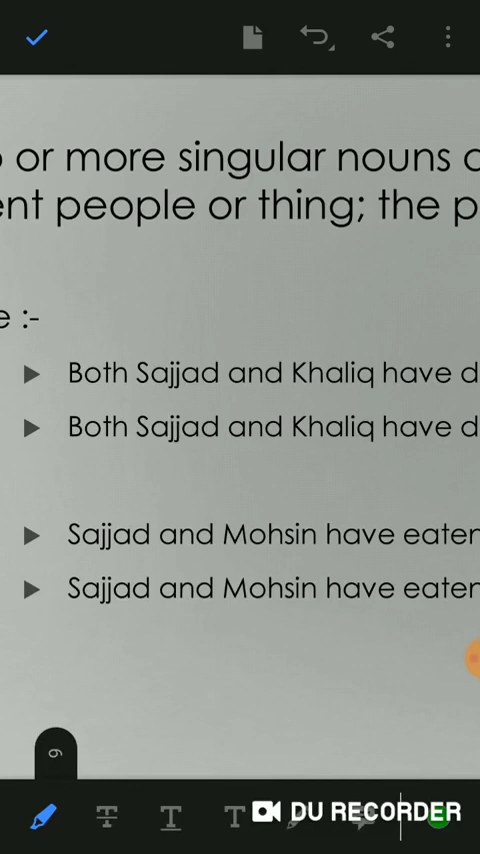 or more singular nouns
people or thing; the
:-
Both Sajjad and Khaliq have
Both Sajjad and Khaliq have
Sajjad and Mohsin have eaten
Sajjad and Mohsin have eaten
9
DU RECORDER